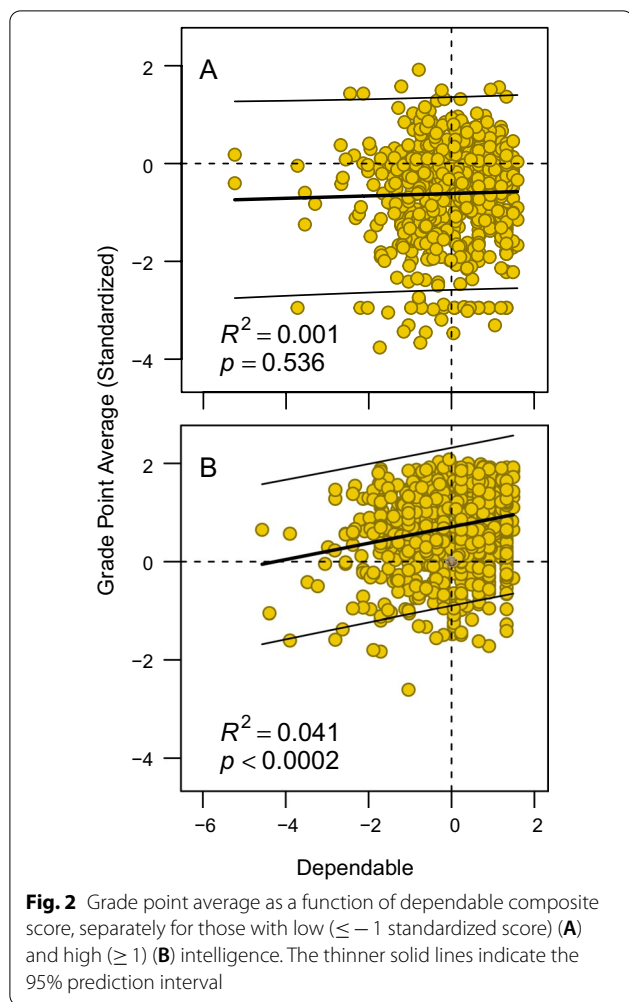 A
2
0
−2
−4
R² = 0.001
p = 0.536
Grade Point Average (Standardized)
B
2
0
−2
−4
R² = 0.041
p < 0.0002
−6
−4
−2
0
2
Dependable
Fig. 2 Grade point average as a function of dependable composite
score, separately for those with low (≤ − 1 standardized score) (A)
and high (≥ 1) (B) intelligence. The thinner solid lines indicate the
95% prediction interval